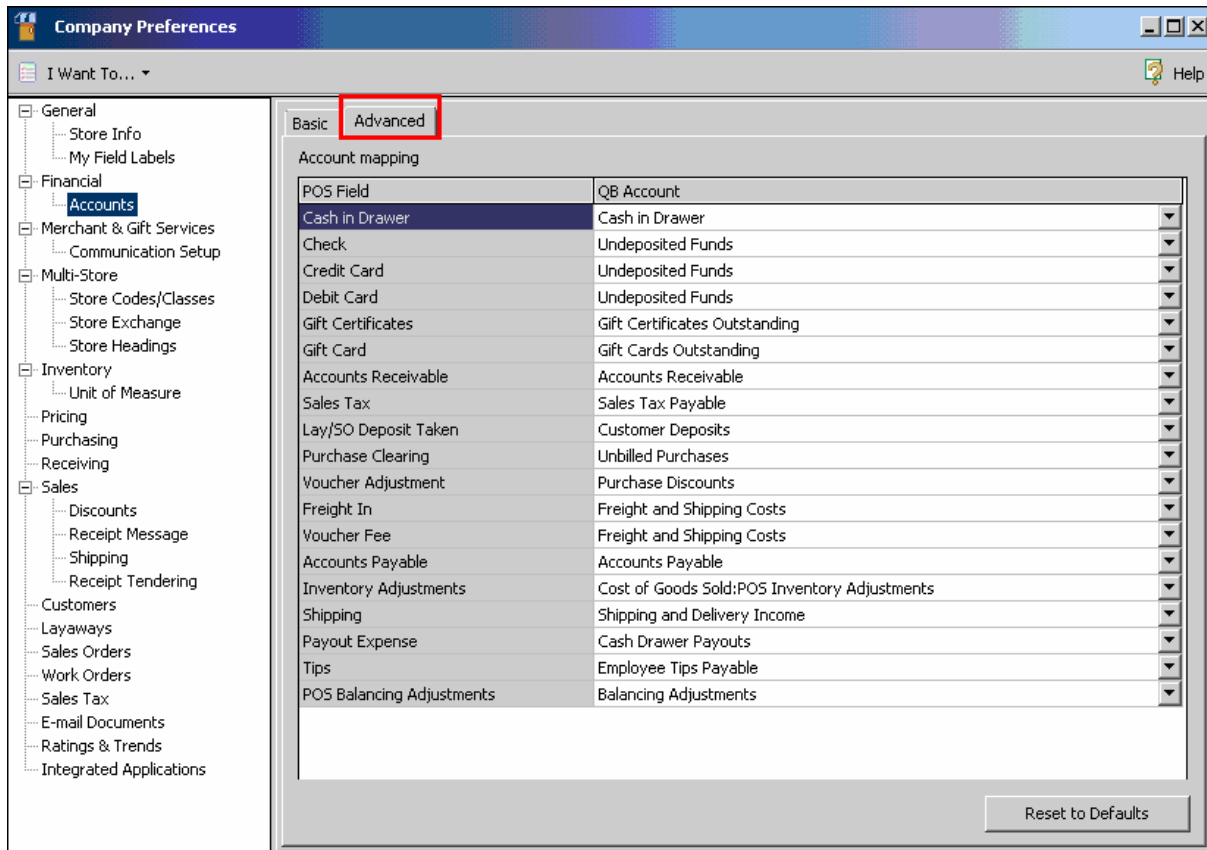 Company Preferences
I Want To...
Help
General
Store Info
My Field Labels
Financial
Accounts
Merchant & Gift Services
Communication Setup
Multi-Store
Store Codes/Classes
Store Exchange
Store Headings
Inventory
Unit of Measure
Pricing
Purchasing
Receiving
Sales
Discounts
Receipt Message
Shipping
Receipt Tendering
Customers
Layaways
Sales Orders
Work Orders
Sales Tax
E-mail Documents
Ratings & Trends
Integrated Applications
Basic Advanced
Account mapping
POS Field QB Account
Cash in Drawer Cash in Drawer
Check Undeposited Funds
Credit Card Undeposited Funds
Debit Card Undeposited Funds
Gift Certificates Gift Certificates Outstanding
Gift Card Gift Cards Outstanding
Accounts Receivable Accounts Receivable
Sales Tax Sales Tax Payable
Lay/SO Deposit Taken Customer Deposits
Purchase Clearing Unbilled Purchases
Voucher Adjustment Purchase Discounts
Freight In Freight and Shipping Costs
Voucher Fee Freight and Shipping Costs
Accounts Payable Accounts Payable
Inventory Adjustments Cost of Goods Sold:POS Inventory Adjustments
Shipping Shipping and Delivery Income
Payout Expense Cash Drawer Payouts
Tips Employee Tips Payable
POS Balancing Adjustments Balancing Adjustments
Reset to Defaults